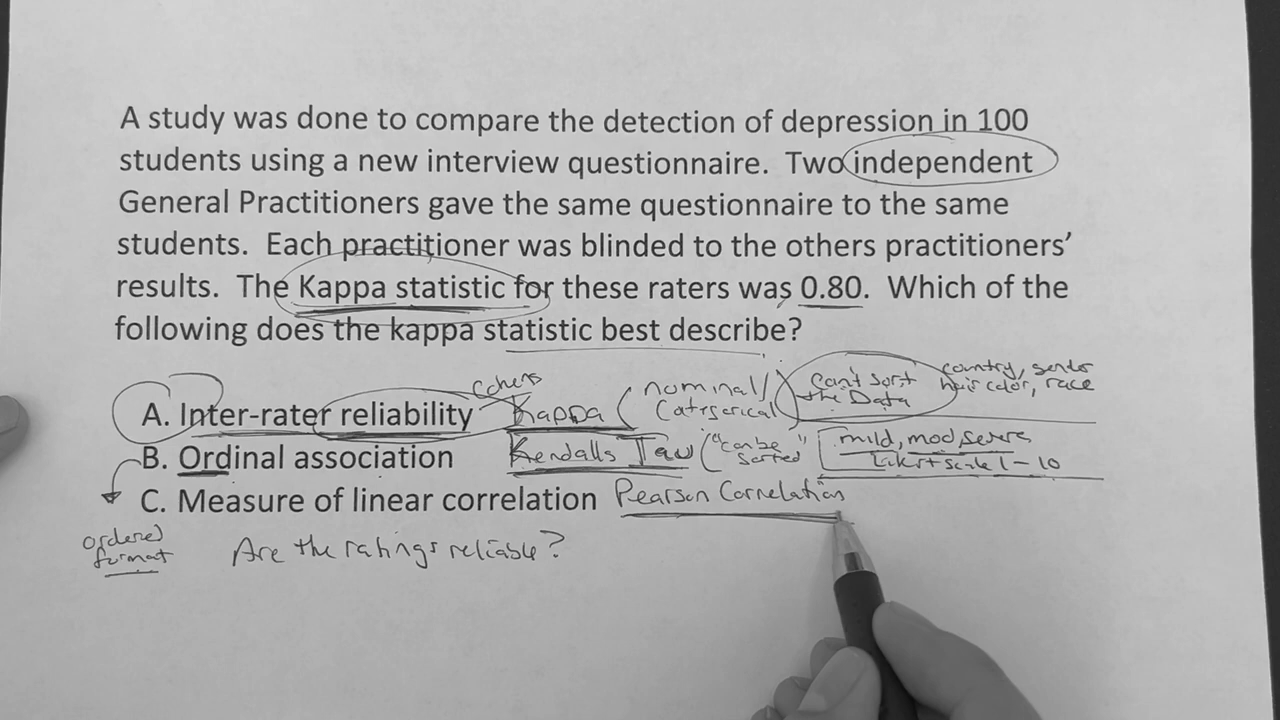 A study was done to compare the detection of depression in 100
students using a new interview questionnaire. Two independent
General Practitioners gave the same questionnaire to the same
students. Each practitioner was blinded to the others practitioners'
results. The Kappa statistic for these raters was 0.80. Which of the
following does the kappa statistic best describe?
A. Inter-rater reliability Cohens Kappa (nominal/ Categorical) can't sort the Data country, gender hair color, race
B. Ordinal association Kendalls Tau ("can be sorted" mild, mod, severe Likert scale 1-10
C. Measure of linear correlation Pearson Correlation
ordered format Are the ratings reliable?